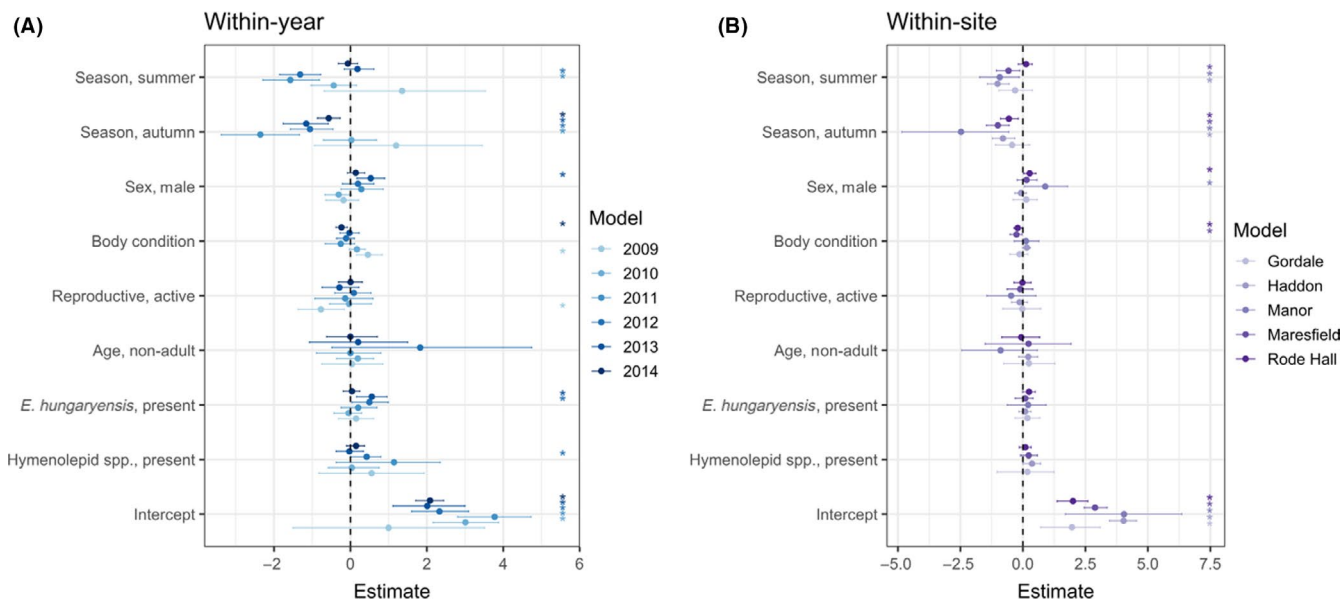 (A)
Within-year
Season, summer
Season, autumn
Sex, male
Body condition
Reproductive, active
Age, non-adult
E. hungaryensis, present
Hymenolepid spp., present
Intercept
−2
0
2
4
6
Estimate
Model
2009
2010
2011
2012
2013
2014
(B)
Within-site
Season, summer
Season, autumn
Sex, male
Body condition
Reproductive, active
Age, non-adult
E. hungaryensis, present
Hymenolepid spp., present
Intercept
−5.0
−2.5
0.0
2.5
5.0
7.5
Estimate
Model
Gordale
Haddon
Manor
Maresfield
Rode Hall